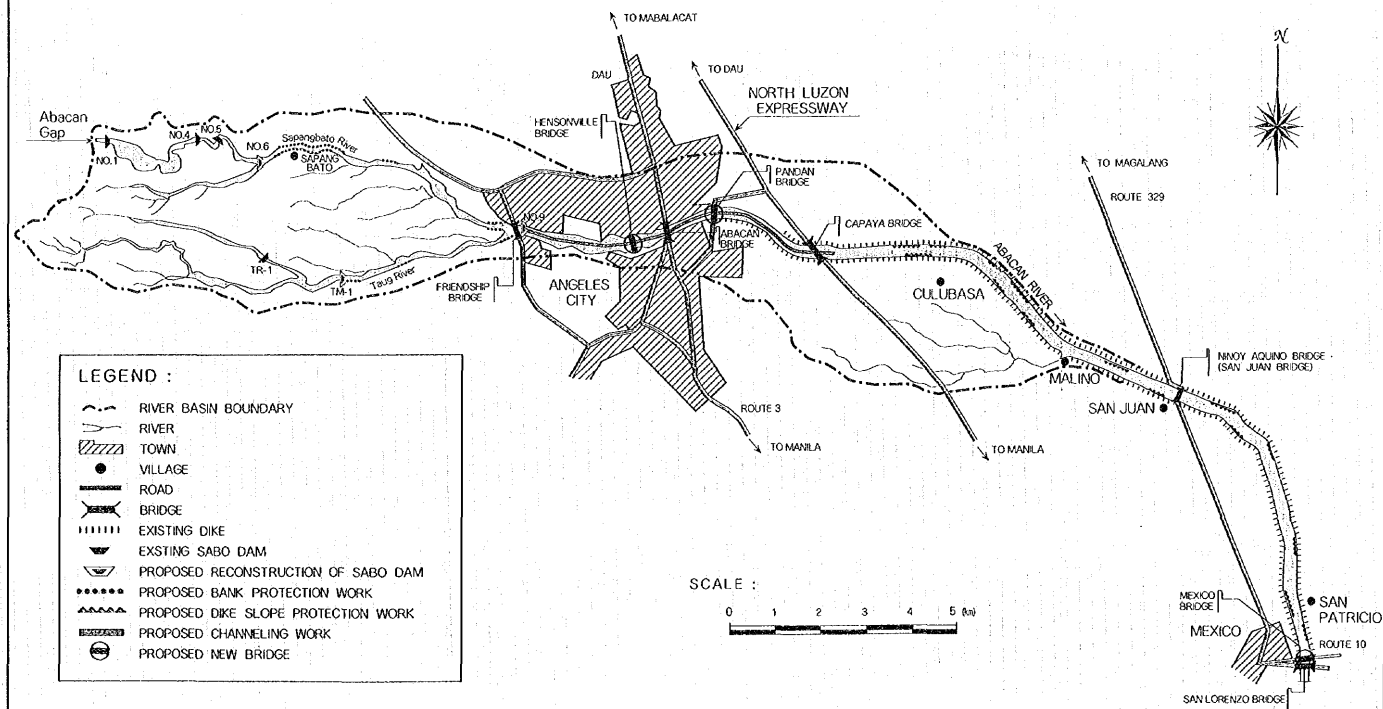 TO MABALACAT
N
DAU
TO DAU
NORTH LUZON
EXPRESSWAY
Abacan
Gap
NO.1
NO.4
NO.5
NO.6
Sapangbato River
SAPANG
BATO
HENSONVILLE
BRIDGE
PANDAN
BRIDGE
TO MAGALANG
ROUTE 329
NO.9
ABACAN
BRIDGE
CAPAYA BRIDGE
TR-1
TM-1
Taug River
FRIENDSHIP
BRIDGE
ANGELES
CITY
CULUBASA
ABACAN RIVER
MALINO
NINOY AQUINO BRIDGE
(SAN JUAN BRIDGE)
SAN JUAN
ROUTE 3
TO MANILA
TO MANILA
LEGEND :
RIVER BASIN BOUNDARY
RIVER
TOWN
VILLAGE
ROAD
BRIDGE
EXISTING DIKE
EXSTING SABO DAM
PROPOSED RECONSTRUCTION OF SABO DAM
PROPOSED BANK PROTECTION WORK
PROPOSED DIKE SLOPE PROTECTION WORK
PROPOSED CHANNELING WORK
PROPOSED NEW BRIDGE
SCALE :
0 1 2 3 4 5 (km)
MEXICO
BRIDGE
MEXICO
SAN
PATRICIO
ROUTE 10
SAN LORENZO BRIDGE